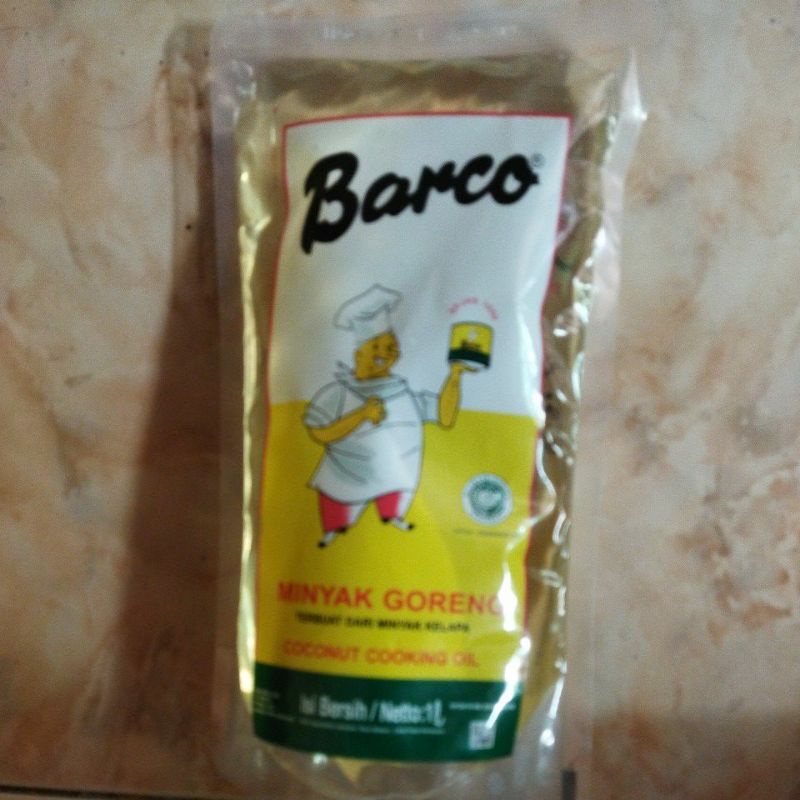 Barco®
MINYAK GORENG
TERBUAT DARI MINYAK KELAPA
COCONUT COOKING OIL
Isi Bersih / Netto:1L